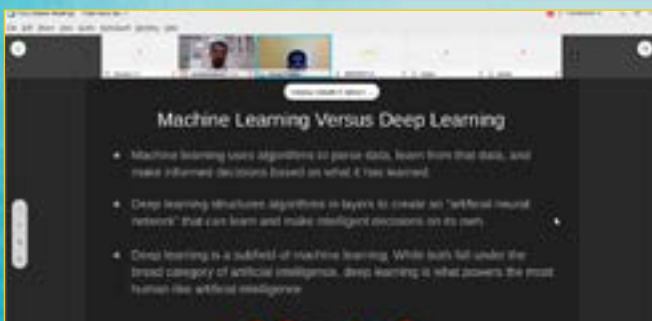 Machine Learning Versus Deep Learning
Machine learning uses algorithms to parse data, learn from that data, and
make informed decisions based on what it has learned
Deep learning structures algorithms in layers to create an "artificial neural
network" that can learn and make intelligent decisions on its own
Deep learning is a subfield of machine learning. While both fall under the
broad category of artificial intelligence, deep learning is what powers the most
human-like artificial intelligence